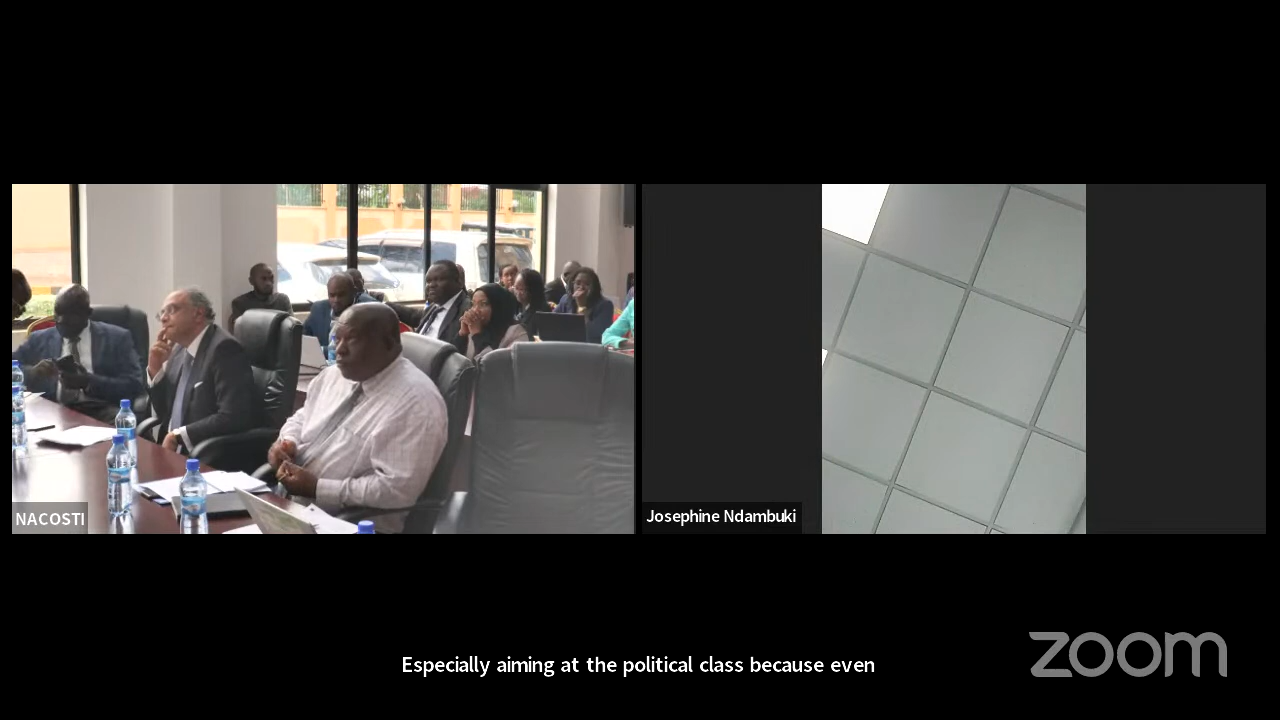 NACOSTI
Josephine Ndambuki
Especially aiming at the political class because even
zoom